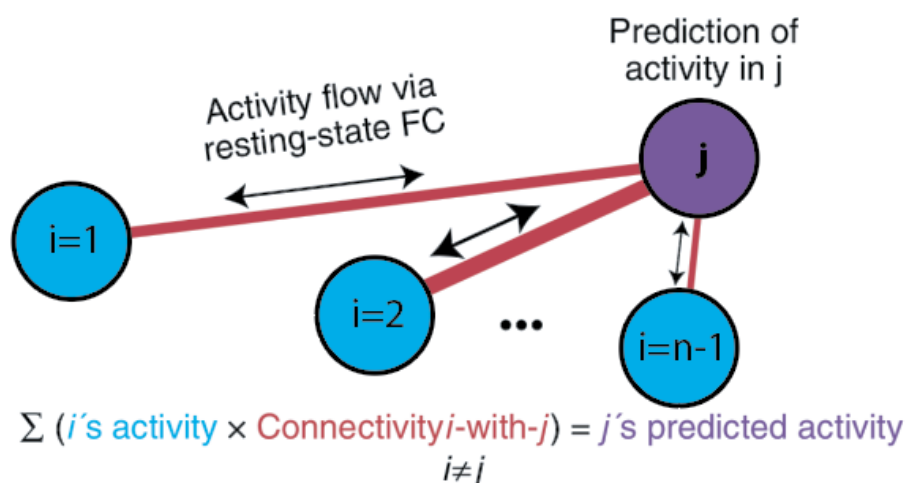 Prediction of
activity in j
Activity flow via
resting-state FC
j
i=1
i=2
...
i=n-1
∑ (i´s activity × Connectivityi-with-j) = j´s predicted activity
i≠j